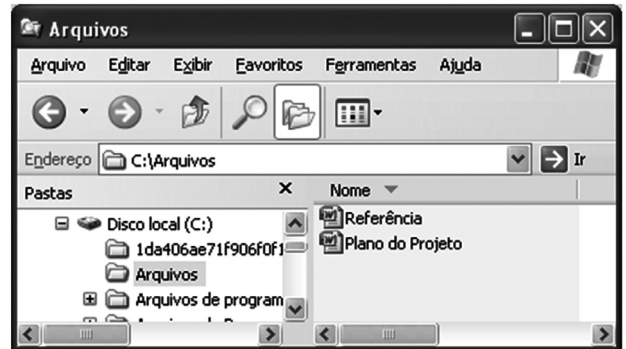 Arquivos
Arquivo Editar Exibir Favoritos Ferramentas Ajuda
Endereço C:\Arquivos Ir
Pastas Nome
Disco local (C:) Referência
1da406ae71f906f0f1 Plano do Projeto
Arquivos
Arquivos de program